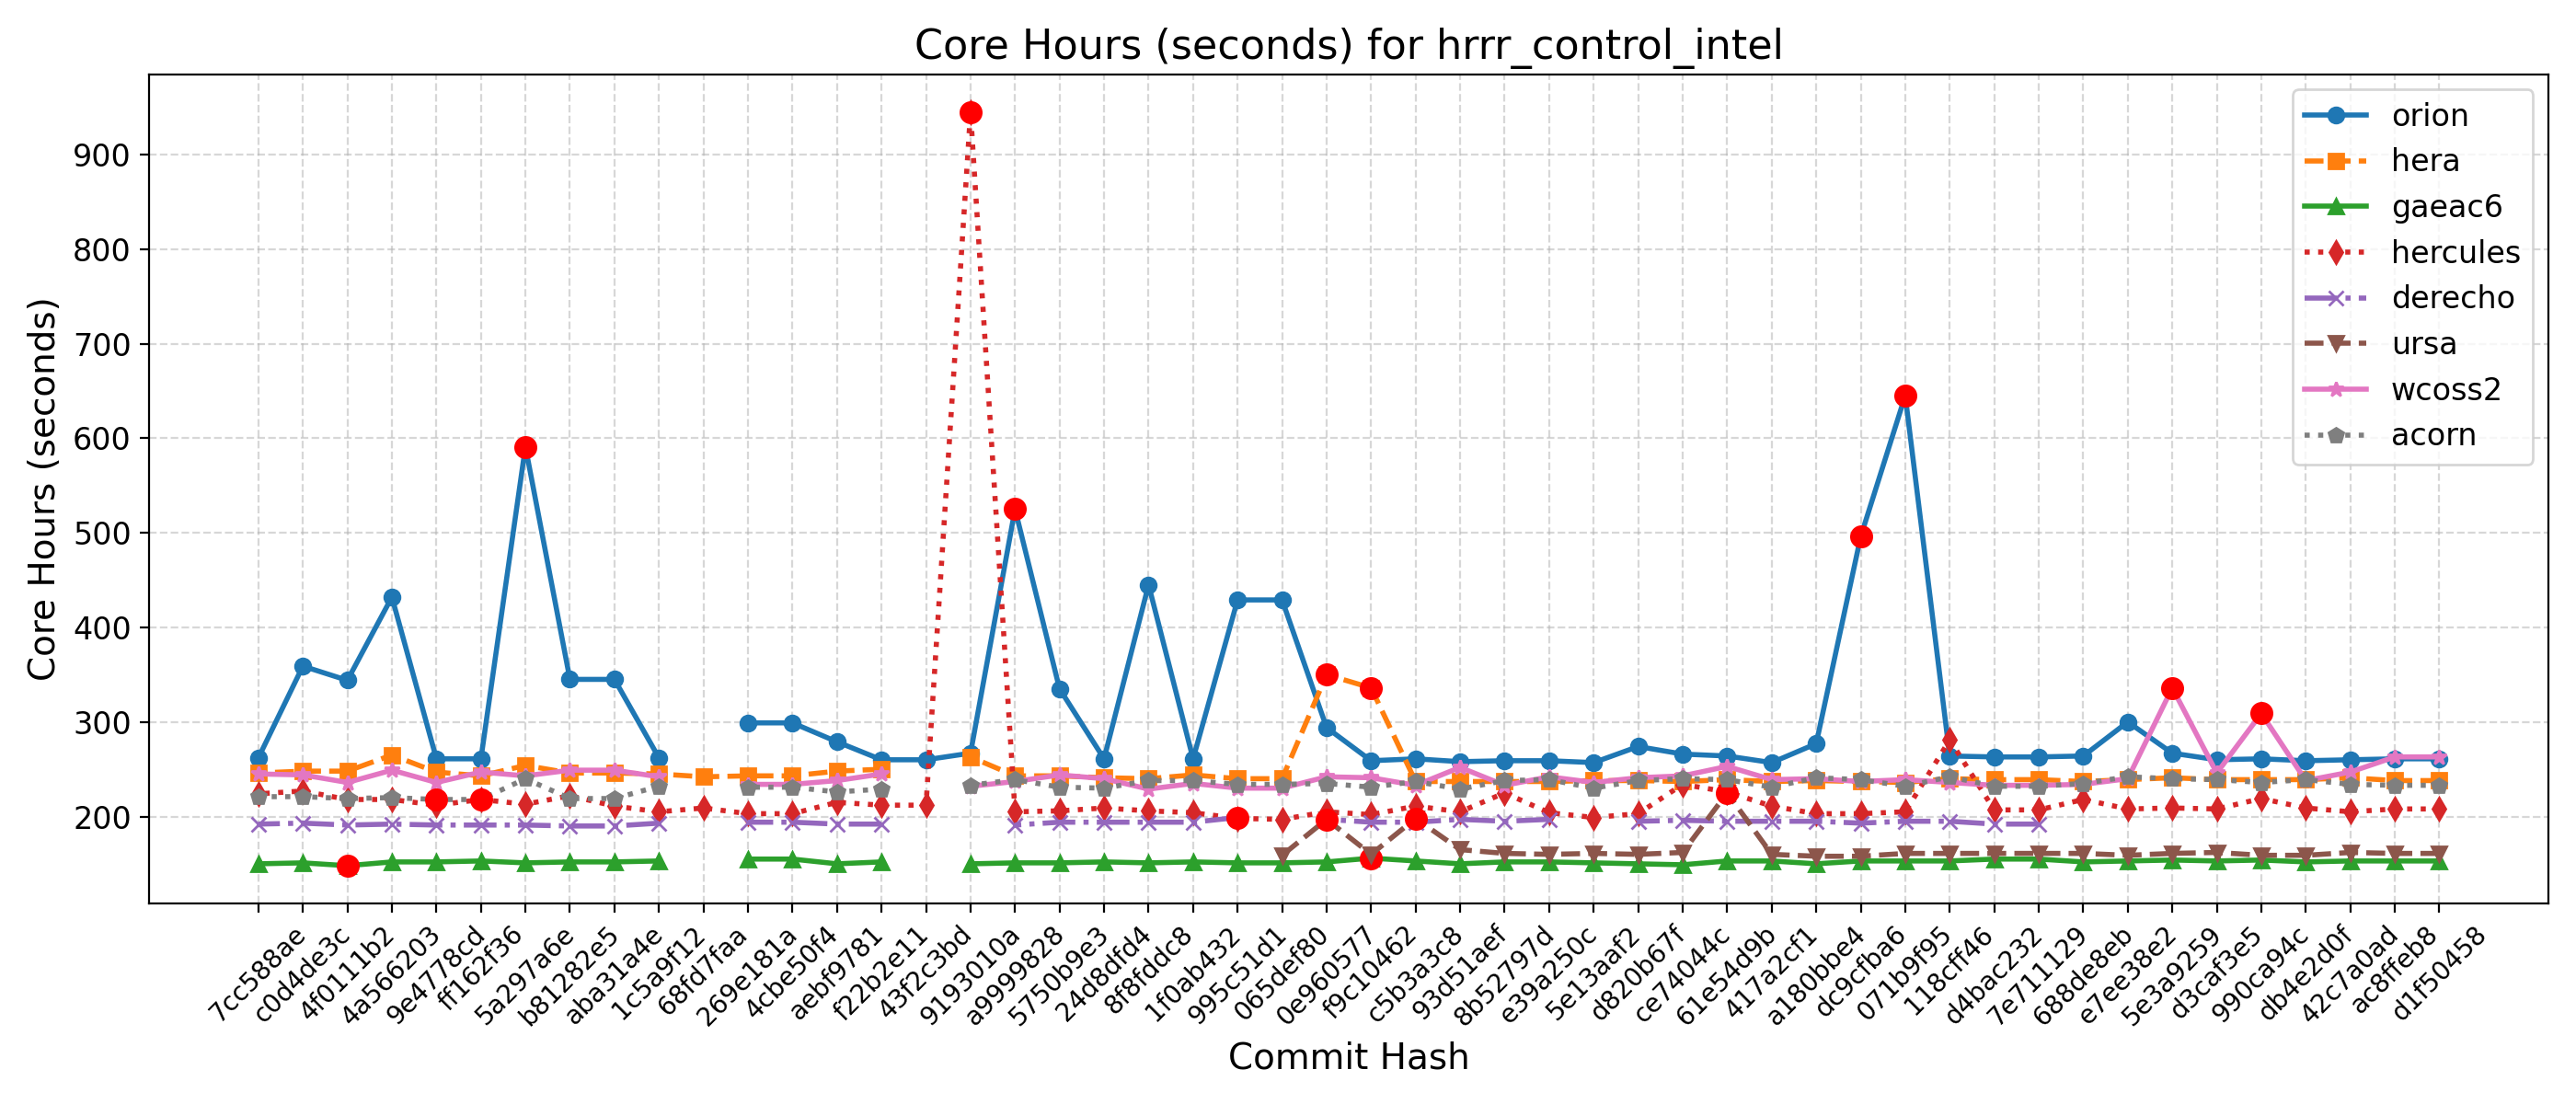 Core Hours (seconds) for hrrr_control_intel
Core Hours (seconds)
900
800
700
600
500
400
300
200
orion
hera
gaeac6
hercules
derecho
ursa
wcoss2
acorn
7cc588ae
c0d4de3c
4f0111b2
4a566203
9e4778cd
ff162f36
5a297a6e
b81282e5
aba31a4e
1c5a9f12
68fd7faa
269e181a
4cbe50f4
aebf9781
f22b2e11
43f2c3bd
9193010a
a9999828
5750b9e3
24d8dfd4
8f8fddc8
1f0ab432
995c51d1
065def80
0e960577
f9c10462
c5b3a3c8
93d51aef
8b52797d
e39a250c
5e13aaf2
d820b67f
ce74044c
61e54d9b
417a2cf1
a180bbe4
dc9cfba6
071b9f95
118cff46
d4bac232
7e711129
688de8eb
e7ee38e2
5e3a9259
d3caf3e5
990ca94c
db4e2d0f
42c7a0ad
ac8ffeb8
d1f50458
Commit Hash